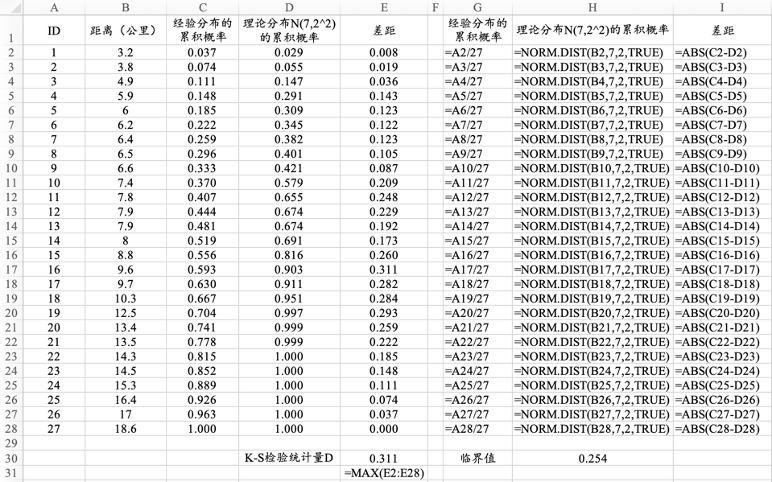 A B C D E F G H I
1 ID 距离（公里） 经验分布的累积概率 理论分布N(7,2^2)的累积概率 差距 经验分布的累积概率 理论分布N(7,2^2)的累积概率 差距
2 1 3.2 0.037 0.029 0.008 =A2/27 =NORM.DIST(B2,7,2,TRUE) =ABS(C2-D2)
3 2 3.8 0.074 0.055 0.019 =A3/27 =NORM.DIST(B3,7,2,TRUE) =ABS(C3-D3)
4 3 4.9 0.111 0.147 0.036 =A4/27 =NORM.DIST(B4,7,2,TRUE) =ABS(C4-D4)
5 4 5.9 0.148 0.291 0.143 =A5/27 =NORM.DIST(B5,7,2,TRUE) =ABS(C5-D5)
6 5 6 0.185 0.309 0.123 =A6/27 =NORM.DIST(B6,7,2,TRUE) =ABS(C6-D6)
7 6 6.2 0.222 0.345 0.122 =A7/27 =NORM.DIST(B7,7,2,TRUE) =ABS(C7-D7)
8 7 6.4 0.259 0.382 0.123 =A8/27 =NORM.DIST(B8,7,2,TRUE) =ABS(C8-D8)
9 8 6.5 0.296 0.401 0.105 =A9/27 =NORM.DIST(B9,7,2,TRUE) =ABS(C9-D9)
10 9 6.6 0.333 0.421 0.087 =A10/27 =NORM.DIST(B10,7,2,TRUE) =ABS(C10-D10)
11 10 7.4 0.370 0.579 0.209 =A11/27 =NORM.DIST(B11,7,2,TRUE) =ABS(C11-D11)
12 11 7.8 0.407 0.655 0.248 =A12/27 =NORM.DIST(B12,7,2,TRUE) =ABS(C12-D12)
13 12 7.9 0.444 0.674 0.229 =A13/27 =NORM.DIST(B13,7,2,TRUE) =ABS(C13-D13)
14 13 7.9 0.481 0.674 0.192 =A14/27 =NORM.DIST(B14,7,2,TRUE) =ABS(C14-D14)
15 14 8 0.519 0.691 0.173 =A15/27 =NORM.DIST(B15,7,2,TRUE) =ABS(C15-D15)
16 15 8.8 0.556 0.816 0.260 =A16/27 =NORM.DIST(B16,7,2,TRUE) =ABS(C16-D16)
17 16 9.6 0.593 0.903 0.311 =A17/27 =NORM.DIST(B17,7,2,TRUE) =ABS(C17-D17)
18 17 9.7 0.630 0.911 0.282 =A18/27 =NORM.DIST(B18,7,2,TRUE) =ABS(C18-D18)
19 18 10.3 0.667 0.951 0.284 =A19/27 =NORM.DIST(B19,7,2,TRUE) =ABS(C19-D19)
20 19 12.5 0.704 0.997 0.293 =A20/27 =NORM.DIST(B20,7,2,TRUE) =ABS(C20-D20)
21 20 13.4 0.741 0.999 0.259 =A21/27 =NORM.DIST(B21,7,2,TRUE) =ABS(C21-D21)
22 21 13.5 0.778 0.999 0.222 =A22/27 =NORM.DIST(B22,7,2,TRUE) =ABS(C22-D22)
23 22 14.3 0.815 1.000 0.185 =A23/27 =NORM.DIST(B23,7,2,TRUE) =ABS(C23-D23)
24 23 14.5 0.852 1.000 0.148 =A24/27 =NORM.DIST(B24,7,2,TRUE) =ABS(C24-D24)
25 24 15.3 0.889 1.000 0.111 =A25/27 =NORM.DIST(B25,7,2,TRUE) =ABS(C25-D25)
26 25 16.4 0.926 1.000 0.074 =A26/27 =NORM.DIST(B26,7,2,TRUE) =ABS(C26-D26)
27 26 17 0.963 1.000 0.037 =A27/27 =NORM.DIST(B27,7,2,TRUE) =ABS(C27-D27)
28 27 18.6 1.000 1.000 0.000 =A28/27 =NORM.DIST(B28,7,2,TRUE) =ABS(C28-D28)
29
30 K-S检验统计量D 0.311 临界值 0.254
31 =MAX(E2:E28)